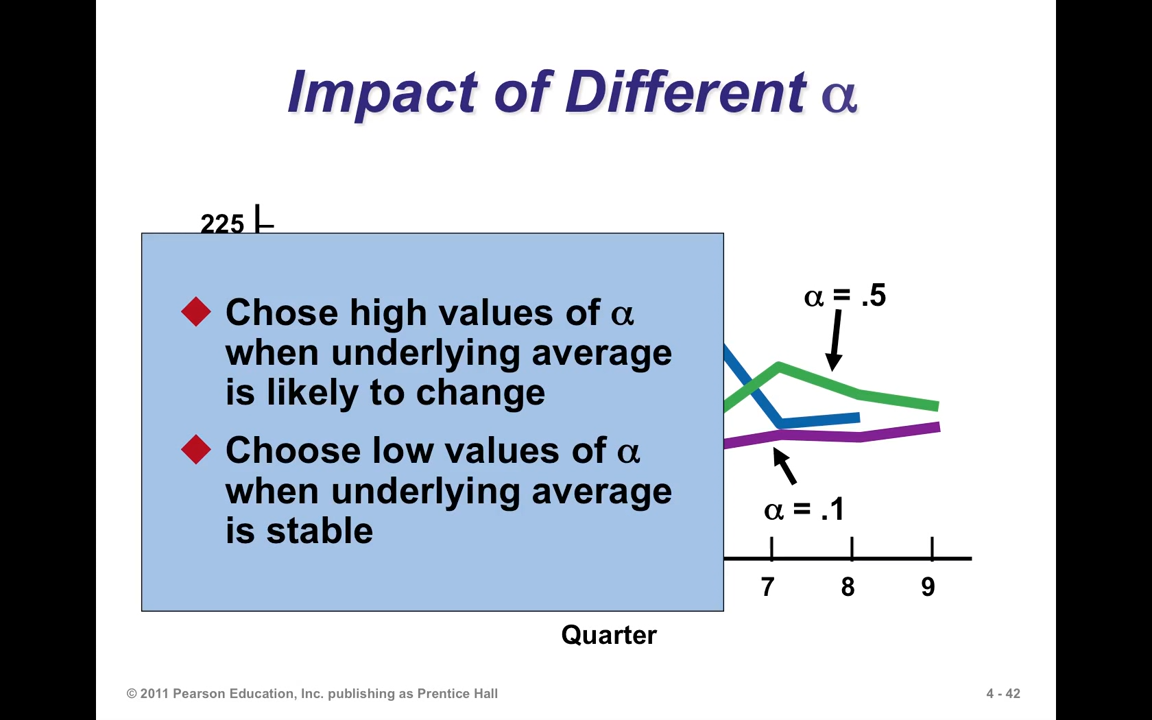 Impact of Different α
225
Chose high values of α
when underlying average
is likely to change
Choose low values of α
when underlying average
is stable
α = .5
α = .1
7 8 9
Quarter
© 2011 Pearson Education, Inc. publishing as Prentice Hall
4 - 42